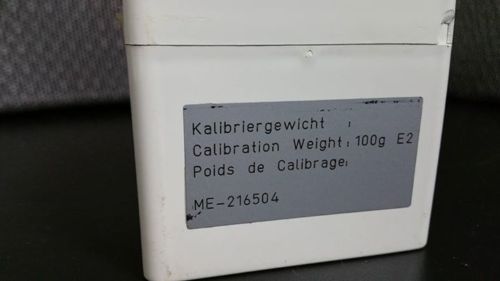 Kalibriergewicht :
Calibration Weight: 100g E2
Poids de Calibrage:
ME-216504